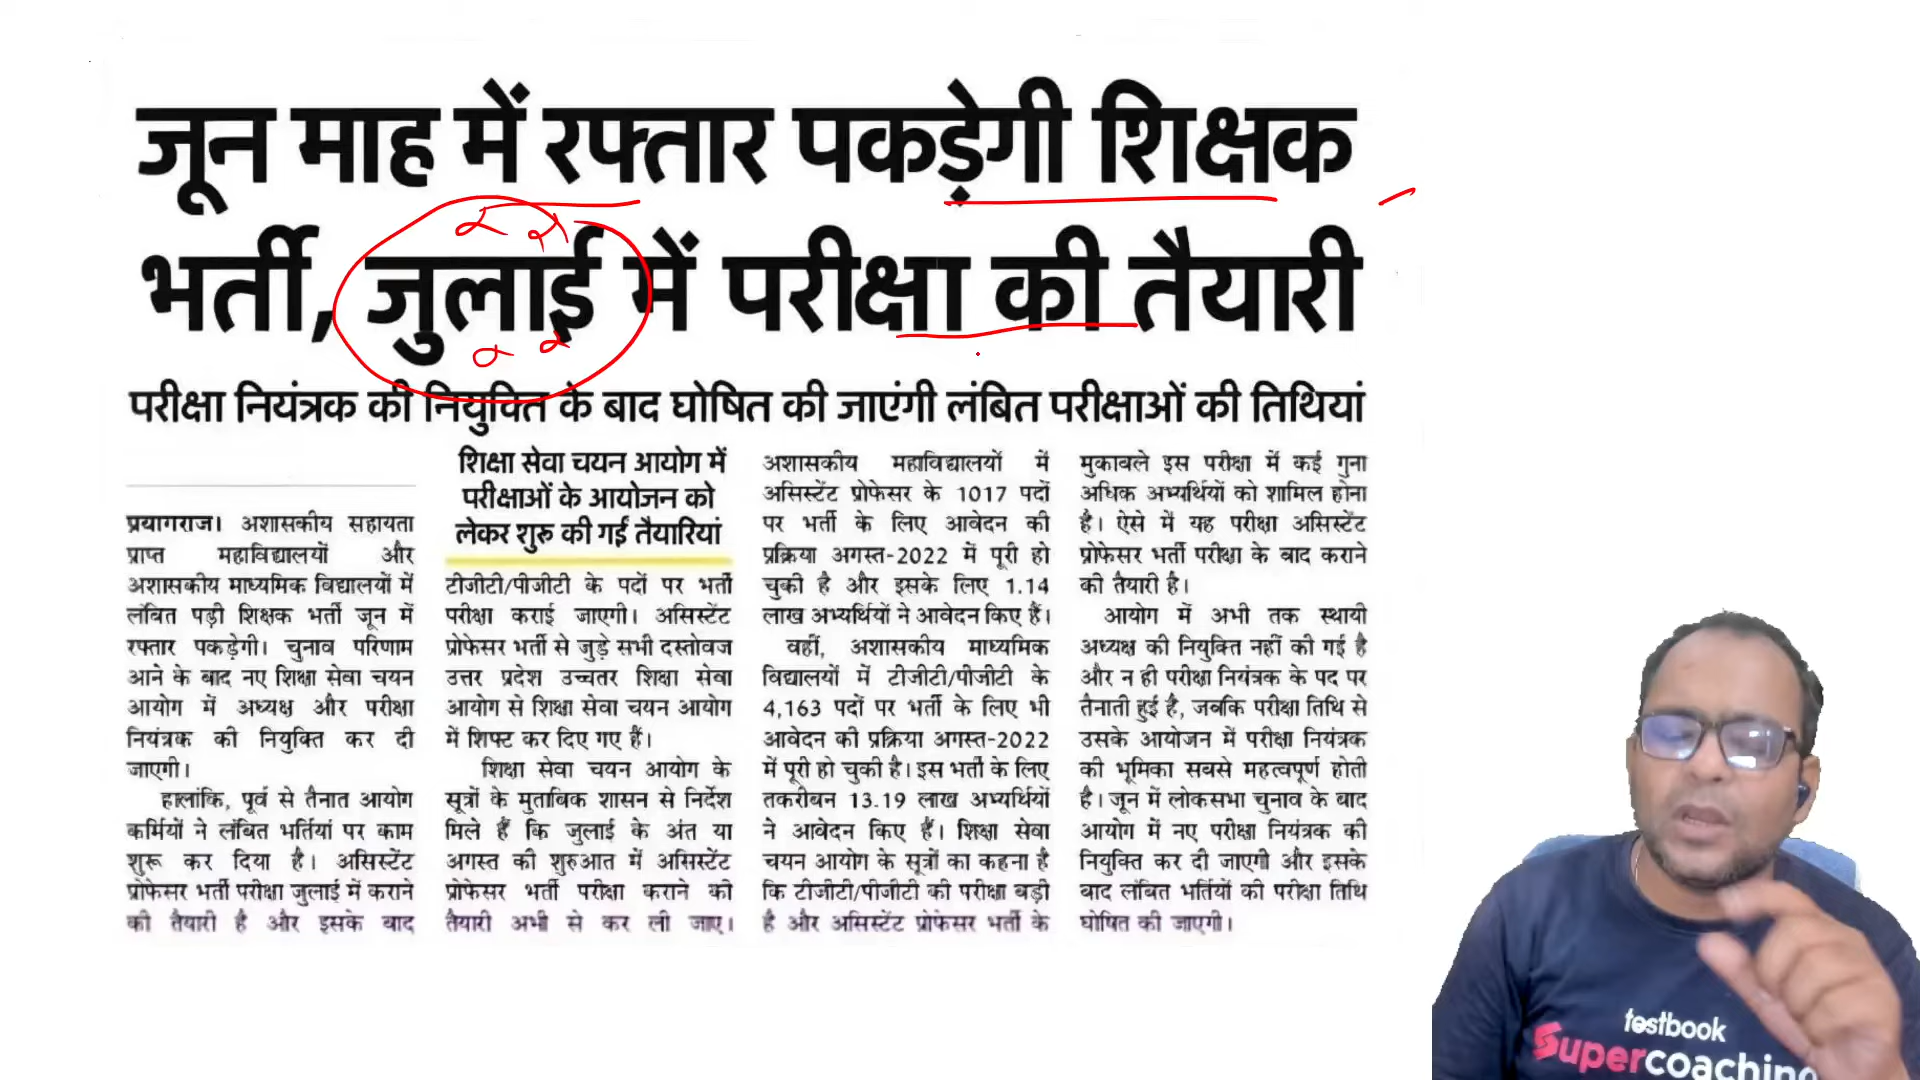 जून माह में रफ्तार पकड़ेगी शिक्षक
भर्ती, जुलाई में परीक्षा की तैयारी
परीक्षा नियंत्रक की नियुक्ति के बाद घोषित की जाएंगी लंबित परीक्षाओं की तिथियां
प्रयागराज। अशासकीय सहायता
प्राप्त महाविद्यालयों और
अशासकीय माध्यमिक विद्यालयों में
लंबित पड़ी शिक्षक भर्ती जून में
रफ्तार पकड़ेगी। चुनाव परिणाम
आने के बाद नए शिक्षा सेवा चयन
आयोग में अध्यक्ष और परीक्षा
नियंत्रक की नियुक्ति कर दी
जाएगी।
हालांकि, पूर्व से तैनात आयोग
कर्मियों ने लंबित भर्तियां पर काम
शुरू कर दिया है। असिस्टेंट
प्रोफेसर भर्ती परीक्षा जुलाई में कराने
की तैयारी है और इसके बाद
शिक्षा सेवा चयन आयोग में
परीक्षाओं के आयोजन को
लेकर शुरू की गईं तैयारियां
टीजीटी/पीजीटी के पदों पर भर्ती
परीक्षा कराई जाएगी। असिस्टेंट
प्रोफेसर भर्ती से जुड़े सभी दस्तोवज
उत्तर प्रदेश उच्चतर शिक्षा सेवा
आयोग से शिक्षा सेवा चयन आयोग
में शिफ्ट कर दिए गए हैं।
शिक्षा सेवा चयन आयोग के
सूत्रों के मुताबिक शासन से निर्देश
मिले हैं कि जुलाई के अंत या
अगस्त की शुरुआत में असिस्टेंट
प्रोफेसर भर्ती परीक्षा कराने की
तैयारी अभी से कर ली जाए।
अशासकीय महाविद्यालयों में
असिस्टेंट प्रोफेसर के 1017 पदों
पर भर्ती के लिए आवेदन की
प्रक्रिया अगस्त-2022 में पूरी हो
चुकी है और इसके लिए 1.14
लाख अभ्यर्थियों ने आवेदन किए हैं।
वहीं, अशासकीय माध्यमिक
विद्यालयों में टीजीटी/पीजीटी के
4,163 पदों पर भर्ती के लिए भी
आवेदन की प्रक्रिया अगस्त-2022
में पूरी हो चुकी है। इस भर्ती के लिए
तकरीबन 13.19 लाख अभ्यर्थियों
ने आवेदन किए हैं। शिक्षा सेवा
चयन आयोग के सूत्रों का कहना है
कि टीजीटी/पीजीटी की परीक्षा बड़ी
है और असिस्टेंट प्रोफेसर भर्ती के
मुकाबले इस परीक्षा में कई गुना
अधिक अभ्यर्थियों को शामिल होना
है। ऐसे में यह परीक्षा असिस्टेंट
प्रोफेसर भर्ती परीक्षा के बाद कराने
की तैयारी है।
आयोग में अभी तक स्थायी
अध्यक्ष की नियुक्ति नहीं की गई है
और न ही परीक्षा नियंत्रक के पद पर
तैनाती हुई है, जबकि परीक्षा तिथि से
उसके आयोजन में परीक्षा नियंत्रक
की भूमिका सबसे महत्वपूर्ण होती
है। जून में लोकसभा चुनाव के बाद
आयोग में नए परीक्षा नियंत्रक की
नियुक्ति कर दी जाएगी और इसके
बाद लंबित भर्तियों की परीक्षा तिथि
घोषित की जाएगी।
testbook
Supercoaching